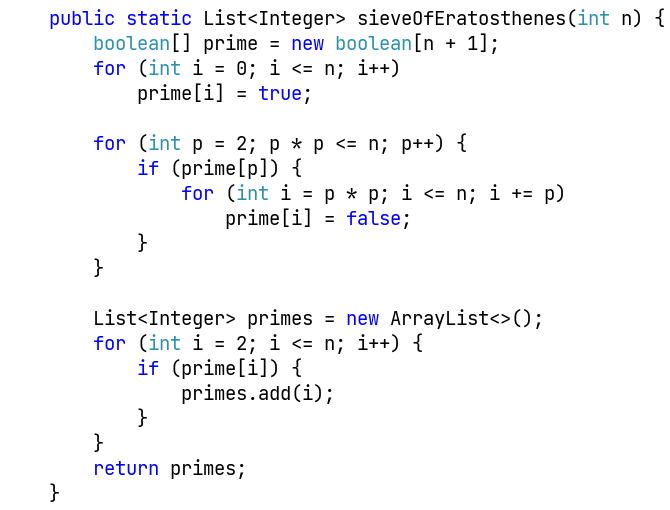 public static List<Integer> sieveOfEratosthenes(int n) {
    boolean[] prime = new boolean[n + 1];
    for (int i = 0; i <= n; i++)
        prime[i] = true;

    for (int p = 2; p * p <= n; p++) {
        if (prime[p]) {
            for (int i = p * p; i <= n; i += p)
                prime[i] = false;
        }
    }

    List<Integer> primes = new ArrayList<>();
    for (int i = 2; i <= n; i++) {
        if (prime[i]) {
            primes.add(i);
        }
    }
    return primes;
}